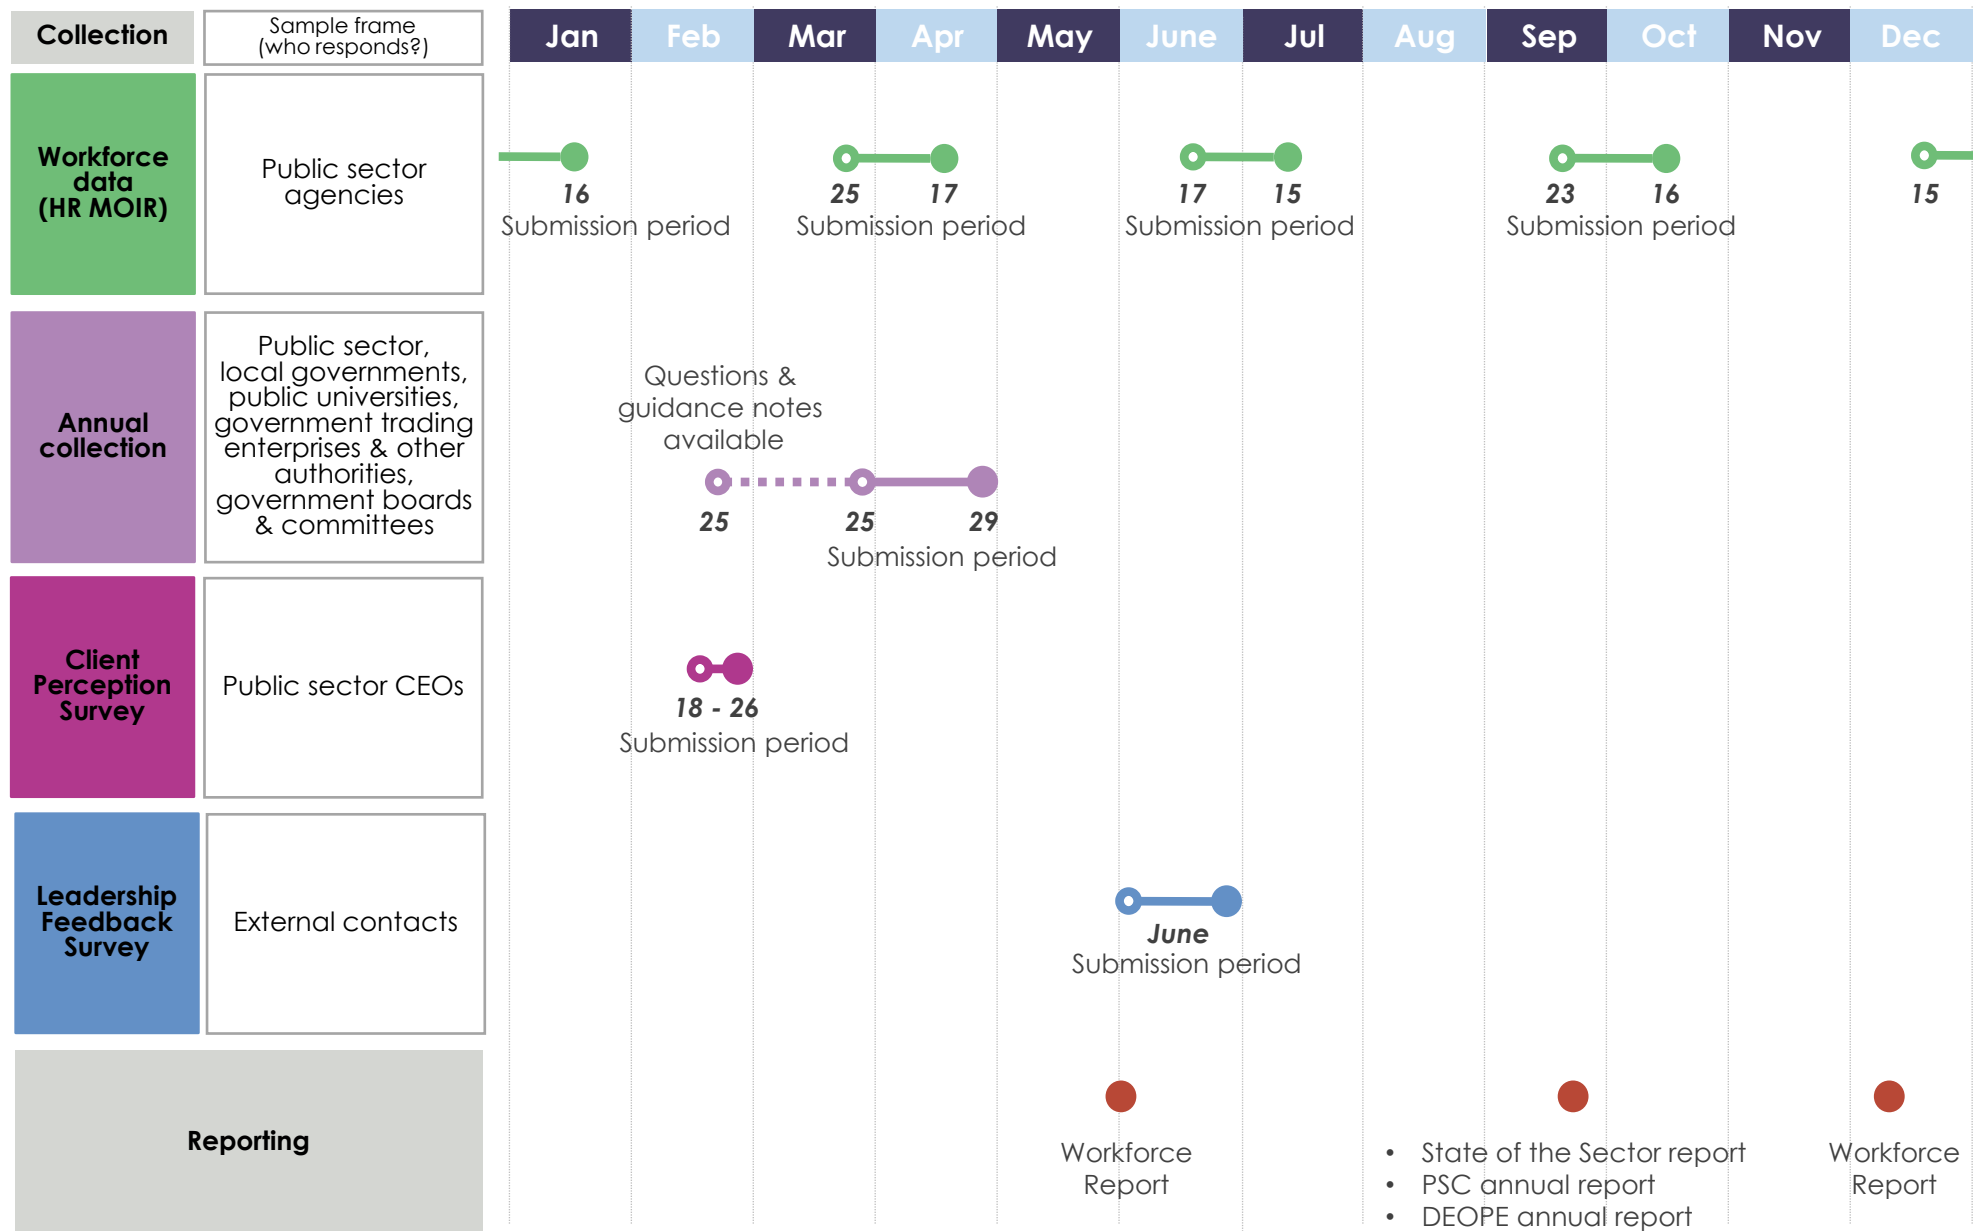 Collection
Sample frame
(who responds?)
Jan Feb Mar Apr May June Jul Aug Sep Oct Nov Dec
Workforce
data
(HR MOIR)
Public sector
agencies
16
Submission period
25 17
Submission period
17 15
Submission period
23 16
Submission period
15
Annual
collection
Public sector,
local governments,
public universities,
government trading
enterprises & other
authorities,
government boards
& committees
Questions &
guidance notes
available
25 25 29
Submission period
Client
Perception
Survey
Public sector CEOs
18 - 26
Submission period
Leadership
Feedback
Survey
External contacts
June
Submission period
Reporting
Workforce
Report
• State of the Sector report
• PSC annual report
• DEOPE annual report
Workforce
Report